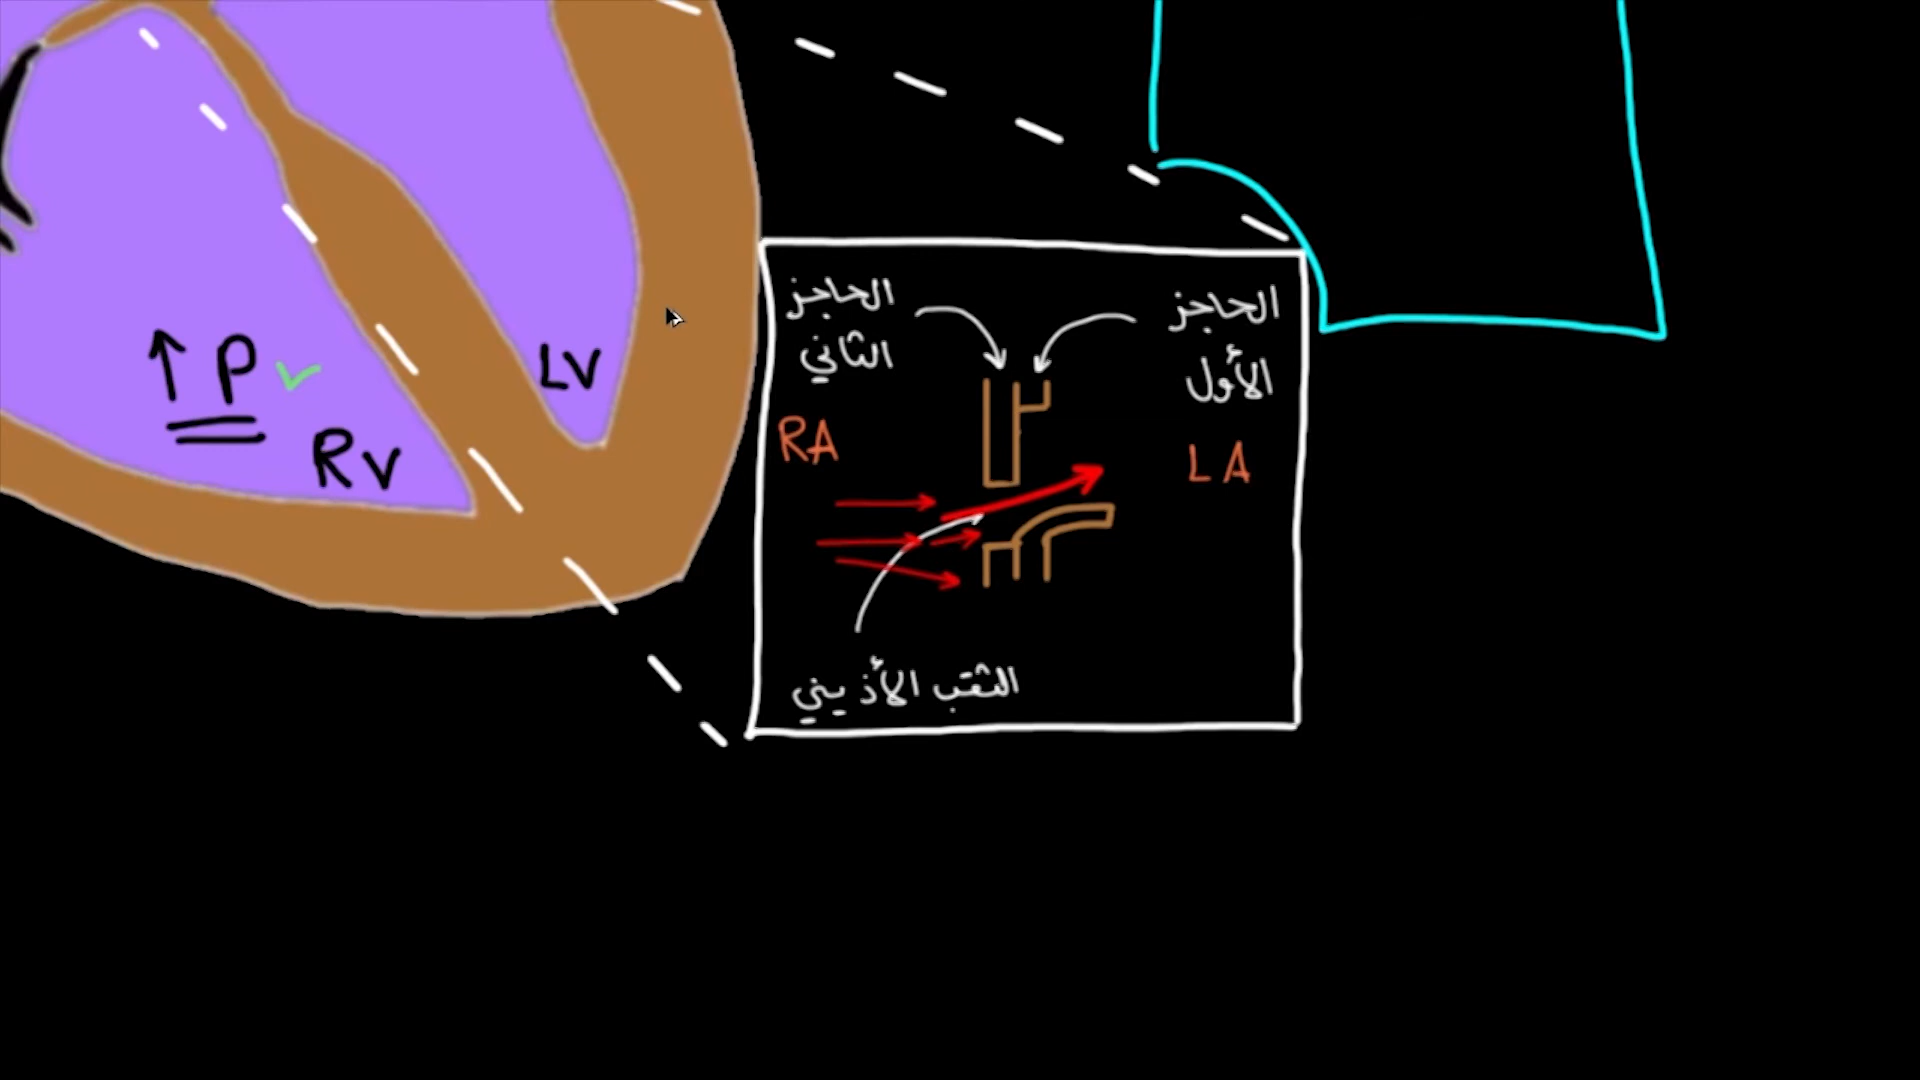 ↑ P ✓
RV
LV
الحاجز
الثاني
الحاجز
الأول
RA
LA
الثقب الأذيني